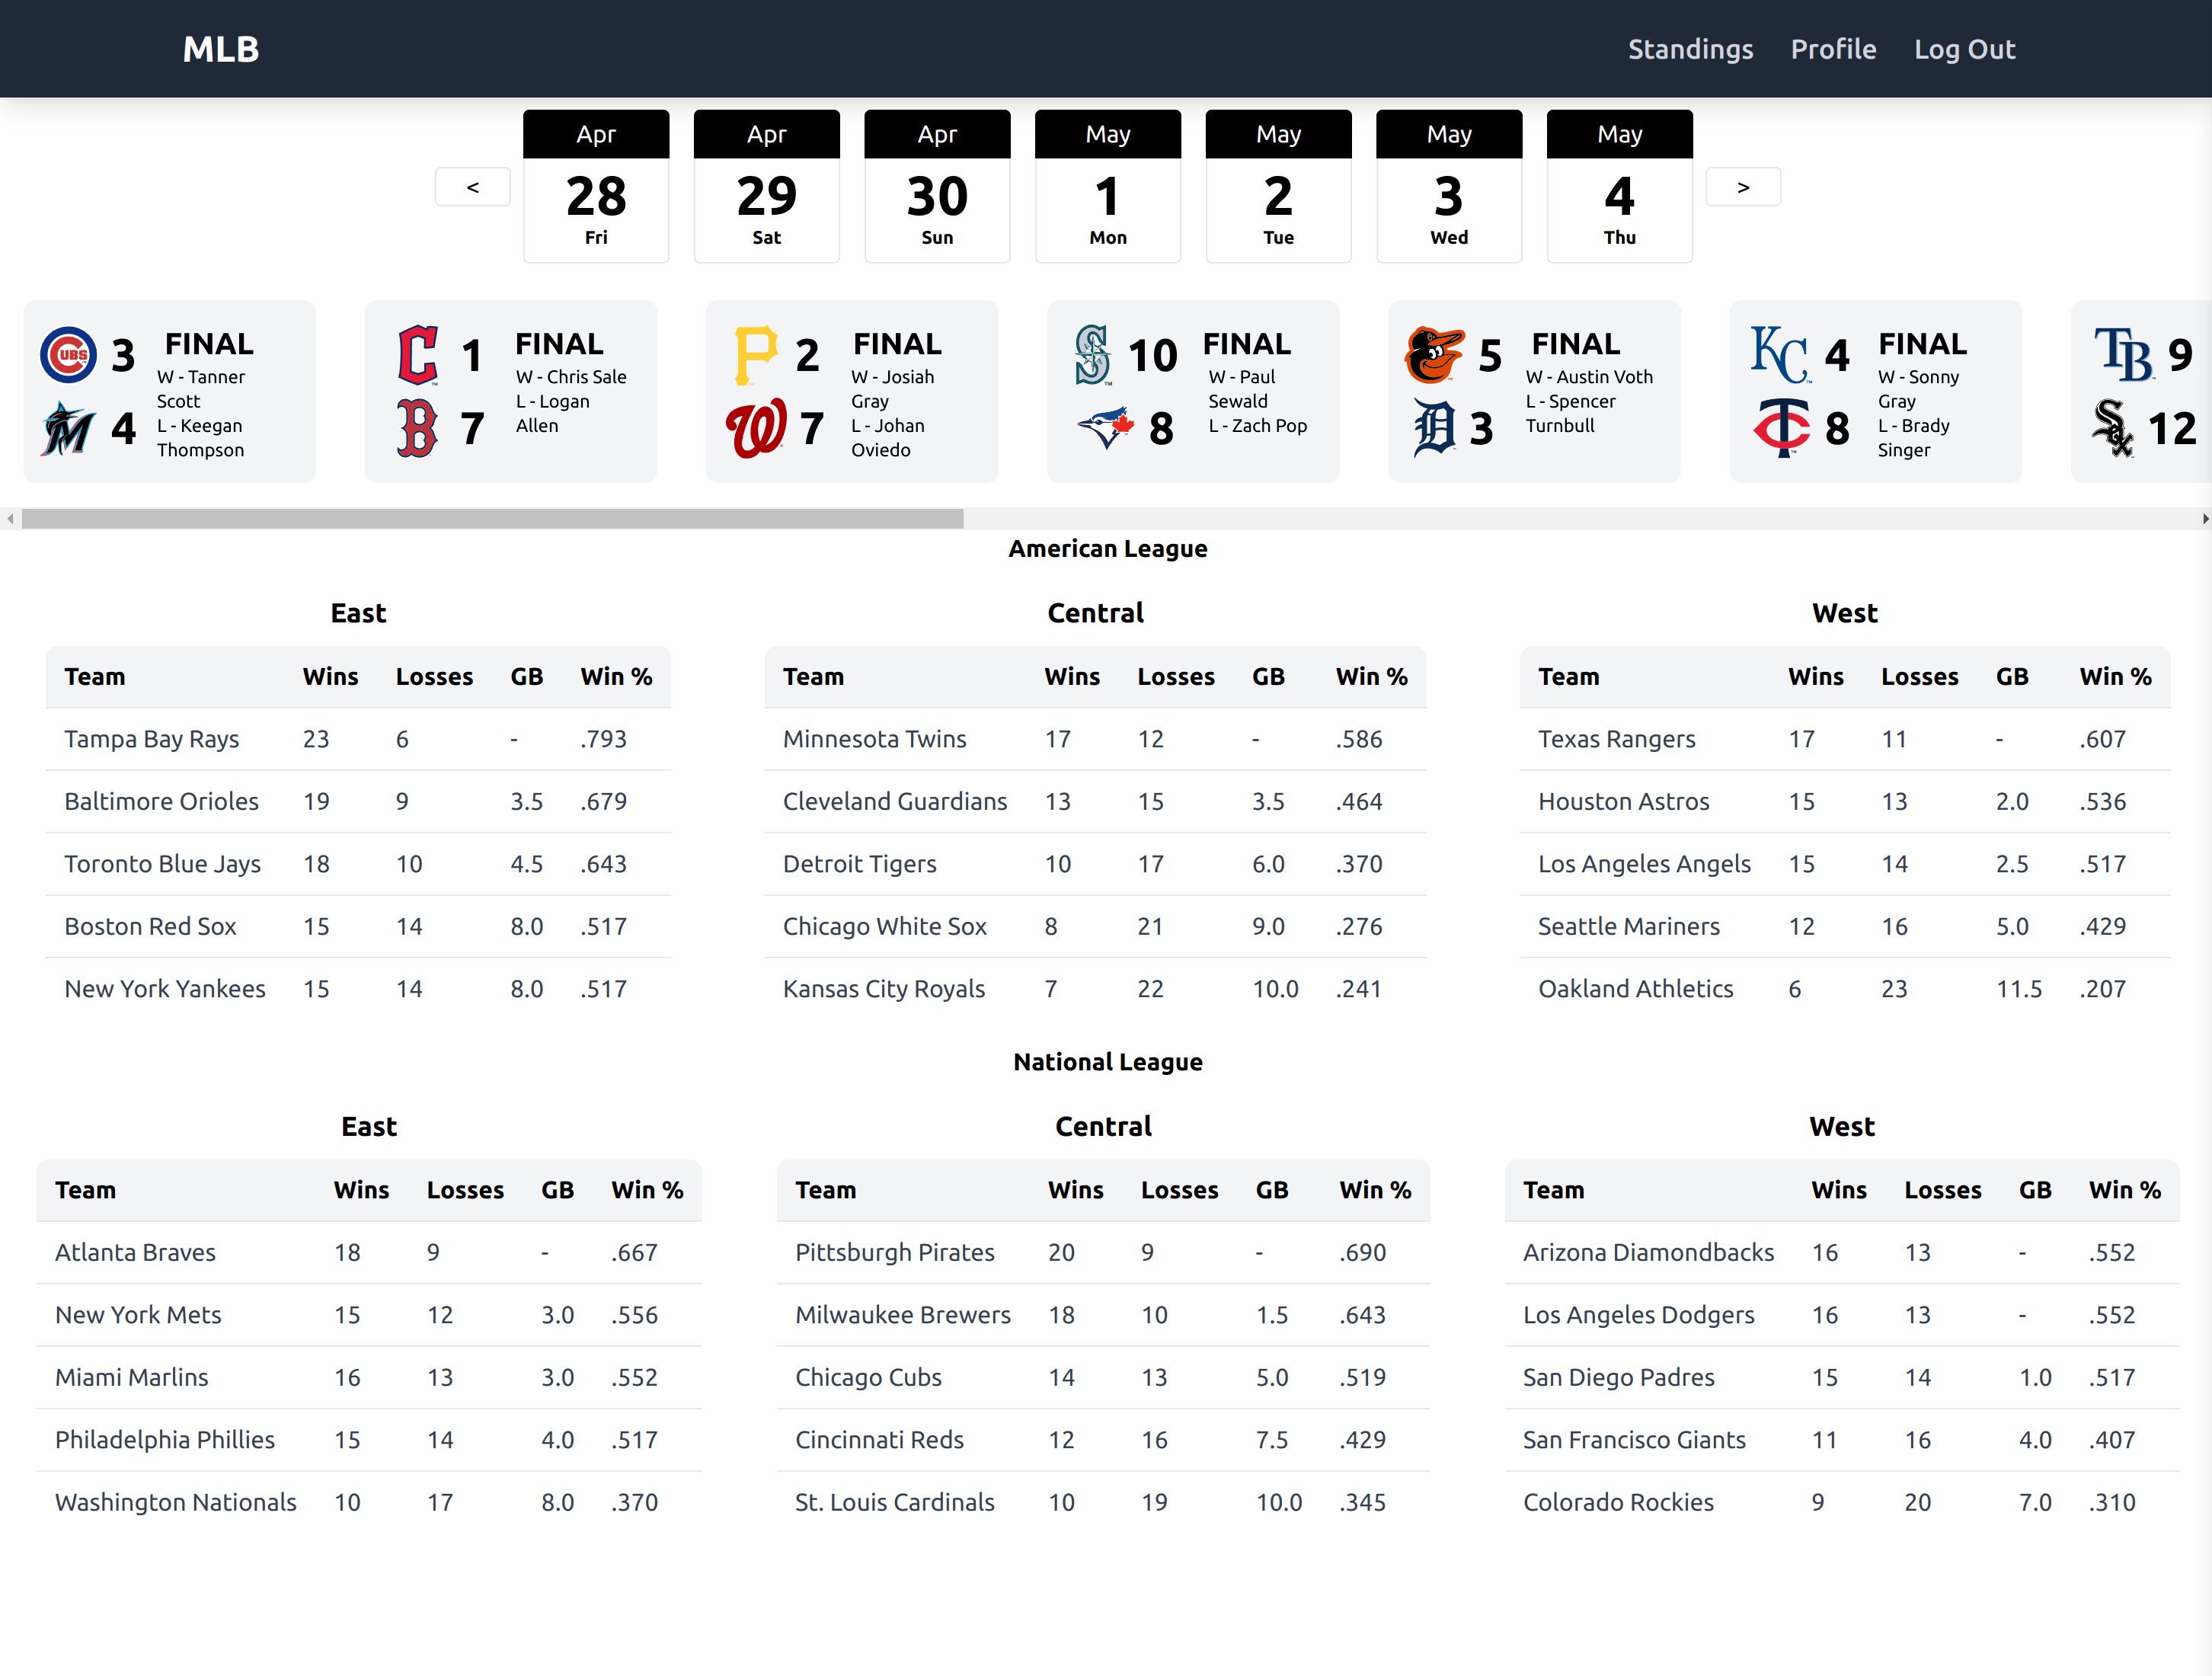 MLB Standings Profile Log Out
Apr Apr Apr May May May May
< 28 29 30 1 2 3 4 >
Fri Sat Sun Mon Tue Wed Thu
CUBS 3 FINAL
W - Tanner
Scott
L - Keegan
Thompson
M 4
C 1 FINAL
W - Chris Sale
L - Logan
Allen
B 7
P 2 FINAL
W - Josiah
Gray
L - Johan
Oviedo
W 7
S 10 FINAL
W - Paul
Sewald
L - Zach Pop
8
5 FINAL
W - Austin Voth
L - Spencer
Turnbull
D 3
KC 4 FINAL
W - Sonny
Gray
L - Brady
Singer
TC 8
TB 9
Sox 12
American League
East
Team Wins Losses GB Win %
Tampa Bay Rays 23 6 - .793
Baltimore Orioles 19 9 3.5 .679
Toronto Blue Jays 18 10 4.5 .643
Boston Red Sox 15 14 8.0 .517
New York Yankees 15 14 8.0 .517
Central
Team Wins Losses GB Win %
Minnesota Twins 17 12 - .586
Cleveland Guardians 13 15 3.5 .464
Detroit Tigers 10 17 6.0 .370
Chicago White Sox 8 21 9.0 .276
Kansas City Royals 7 22 10.0 .241
West
Team Wins Losses GB Win %
Texas Rangers 17 11 - .607
Houston Astros 15 13 2.0 .536
Los Angeles Angels 15 14 2.5 .517
Seattle Mariners 12 16 5.0 .429
Oakland Athletics 6 23 11.5 .207
National League
East
Team Wins Losses GB Win %
Atlanta Braves 18 9 - .667
New York Mets 15 12 3.0 .556
Miami Marlins 16 13 3.0 .552
Philadelphia Phillies 15 14 4.0 .517
Washington Nationals 10 17 8.0 .370
Central
Team Wins Losses GB Win %
Pittsburgh Pirates 20 9 - .690
Milwaukee Brewers 18 10 1.5 .643
Chicago Cubs 14 13 5.0 .519
Cincinnati Reds 12 16 7.5 .429
St. Louis Cardinals 10 19 10.0 .345
West
Team Wins Losses GB Win %
Arizona Diamondbacks 16 13 - .552
Los Angeles Dodgers 16 13 - .552
San Diego Padres 15 14 1.0 .517
San Francisco Giants 11 16 4.0 .407
Colorado Rockies 9 20 7.0 .310